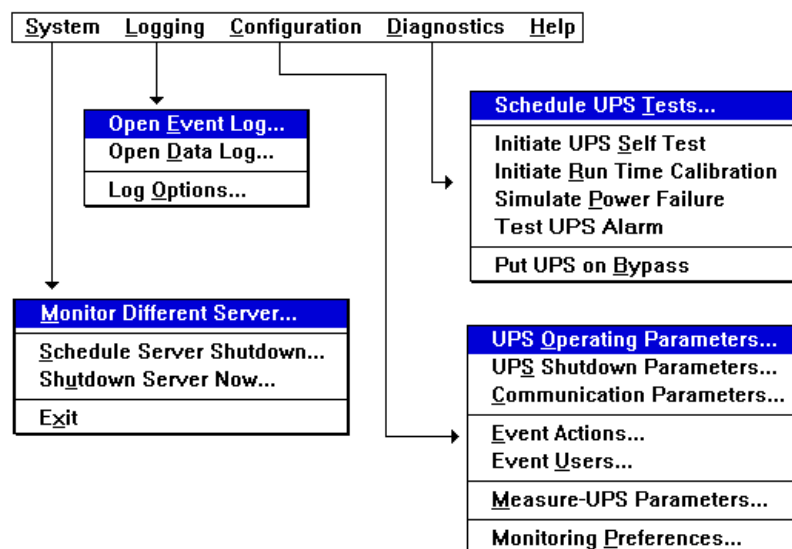 System Logging Configuration Diagnostics Help
Open Event Log...
Open Data Log...
Log Options...
Schedule UPS Tests...
Initiate UPS Self Test
Initiate Run Time Calibration
Simulate Power Failure
Test UPS Alarm
Put UPS on Bypass
Monitor Different Server...
Schedule Server Shutdown...
Shutdown Server Now...
Exit
UPS Operating Parameters...
UPS Shutdown Parameters...
Communication Parameters...
Event Actions...
Event Users...
Measure-UPS Parameters...
Monitoring Preferences...